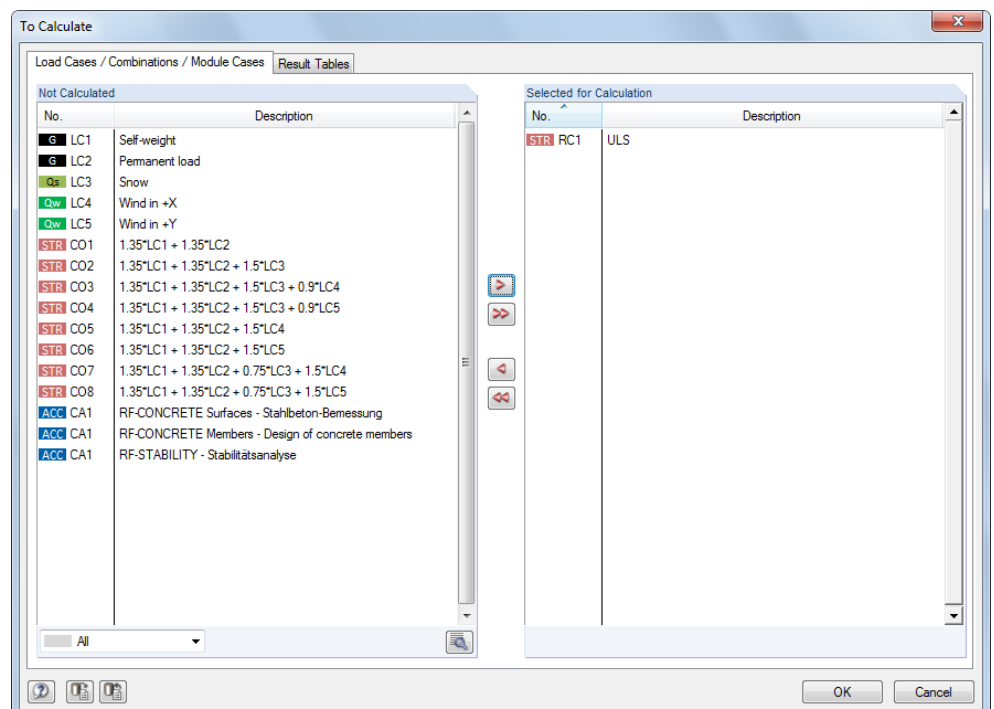 To Calculate
Load Cases / Combinations / Module Cases Result Tables
Not Calculated
No. Description
G LC1 Self-weight
G LC2 Permanent load
Qs LC3 Snow
Qw LC4 Wind in +X
Qw LC5 Wind in +Y
STR CO1 1.35*LC1 + 1.35*LC2
STR CO2 1.35*LC1 + 1.35*LC2 + 1.5*LC3
STR CO3 1.35*LC1 + 1.35*LC2 + 1.5*LC3 + 0.9*LC4
STR CO4 1.35*LC1 + 1.35*LC2 + 1.5*LC3 + 0.9*LC5
STR CO5 1.35*LC1 + 1.35*LC2 + 1.5*LC4
STR CO6 1.35*LC1 + 1.35*LC2 + 1.5*LC5
STR CO7 1.35*LC1 + 1.35*LC2 + 0.75*LC3 + 1.5*LC4
STR CO8 1.35*LC1 + 1.35*LC2 + 0.75*LC3 + 1.5*LC5
ACC CA1 RF-CONCRETE Surfaces - Stahlbeton-Bemessung
ACC CA1 RF-CONCRETE Members - Design of concrete members
ACC CA1 RF-STABILITY - Stabilitätsanalyse
All
Selected for Calculation
No. Description
STR RC1 ULS
OK Cancel